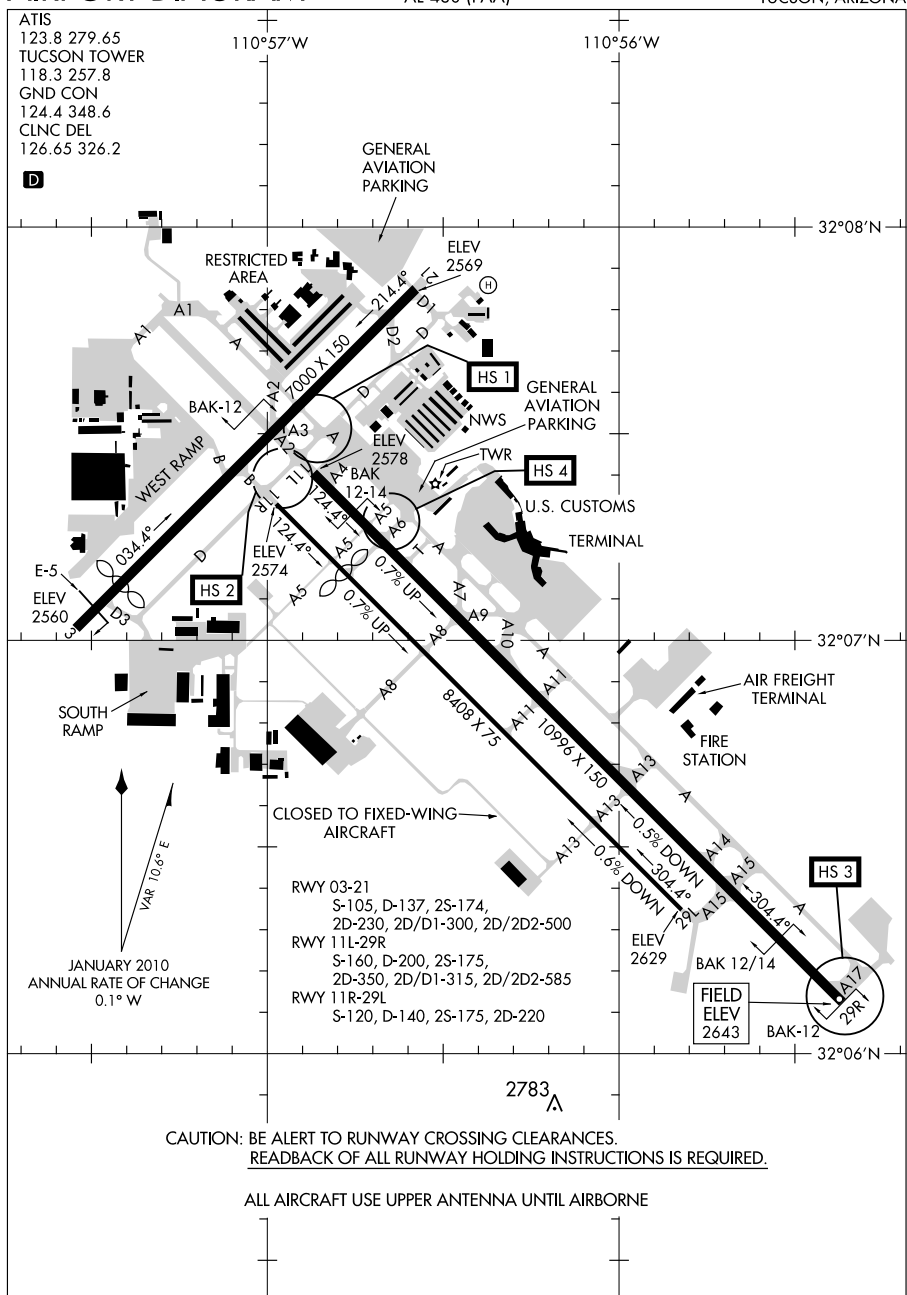 AIRPORT DIAGRAM
AL-430 (FAA)
TUCSON, ARIZONA
ATIS
123.8 279.65
TUCSON TOWER
118.3 257.8
GND CON
124.4 348.6
CLNC DEL
126.65 326.2
D
110°57'W
110°56'W
GENERAL
AVIATION
PARKING
32°08'N
RESTRICTED
AREA
ELEV
2569
21
H
214.4°
D1
D
D2
A1
A1
A
7000 X 150
A2
D
HS 1
BAK-12
A3
A
A2
NWS
GENERAL
AVIATION
PARKING
ELEV
2578
A4
BAK
12-14
TWR
HS 4
WEST RAMP
B
B
11L
11R
124.4°
124.4°
A5
A6
U.S. CUSTOMS
TERMINAL
034.4°
D
ELEV
2574
A5
T
A
A5
0.7% UP
0.7% UP
A7
A9
HS 2
E-5
ELEV
2560
D3
3
32°07'N
A8
A10
A
A8
A11
A11
8408 X 75
10996 X 150
SOUTH
RAMP
AIR FREIGHT
TERMINAL
FIRE
STATION
A13
A
A13
A13
CLOSED TO FIXED-WING
AIRCRAFT
0.5% DOWN
0.6% DOWN
304.4°
304.4°
A14
A15
A15
A
29L
HS 3
VAR 10.6° E
JANUARY 2010
ANNUAL RATE OF CHANGE
0.1° W
RWY 03-21
S-105, D-137, 2S-174,
2D-230, 2D/D1-300, 2D/2D2-500
RWY 11L-29R
S-160, D-200, 2S-175,
2D-350, 2D/D1-315, 2D/2D2-585
RWY 11R-29L
S-120, D-140, 2S-175, 2D-220
ELEV
2629
BAK 12/14
A17
29R
FIELD
ELEV
2643
BAK-12
32°06'N
2783
CAUTION: BE ALERT TO RUNWAY CROSSING CLEARANCES.
READBACK OF ALL RUNWAY HOLDING INSTRUCTIONS IS REQUIRED.
ALL AIRCRAFT USE UPPER ANTENNA UNTIL AIRBORNE